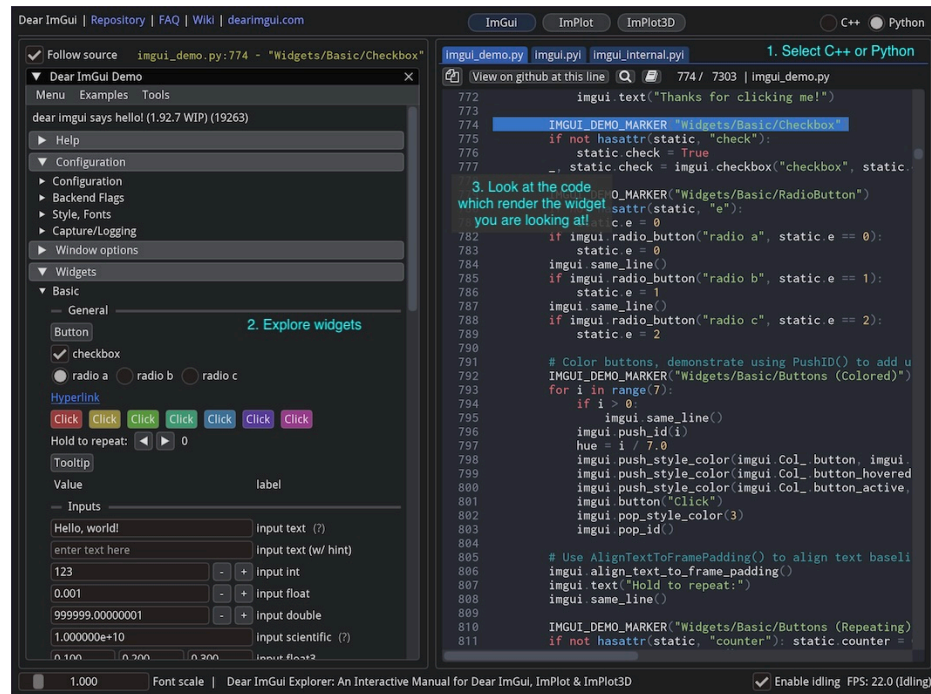 Dear ImGui | Repository | FAQ | Wiki | dearimgui.com
ImGui ImPlot ImPlot3D
C++ Python
Follow source imgui_demo.py:774 - "Widgets/Basic/Checkbox"
Dear ImGui Demo
Menu Examples Tools
dear imgui says hello! (1.92.7 WIP) (19263)
Help
Configuration
Configuration
Backend Flags
Style, Fonts
Capture/Logging
Window options
Widgets
Basic
General
Button
2. Explore widgets
checkbox
radio a radio b radio c
Hyperlink
Click Click Click Click Click Click Click
Hold to repeat: 0
Tooltip
Value label
Inputs
Hello, world! input text (?)
enter text here input text (w/ hint)
123 - + input int
0.001 - + input float
999999.00000001 - + input double
1.000000e+10 input scientific (?)
0.100 0.200 0.300 input float3
imgui_demo.py imgui.pyi imgui_internal.pyi
1. Select C++ or Python
View on github at this line 774 / 7303 | imgui_demo.py
772 imgui.text("Thanks for clicking me!")
773
774 IMGUI_DEMO_MARKER("Widgets/Basic/Checkbox"
775 if not hasattr(static, "check"):
776 static.check = True
777 _, static.check = imgui.checkbox("checkbox", static.
3. Look at the code
which render the widget
you are looking at!
O_MARKER("Widgets/Basic/RadioButton")
sattr(static, "e"):
c.e = 0
782 if imgui.radio_button("radio a", static.e == 0):
783 static.e = 0
784 imgui.same_line()
785 if imgui.radio_button("radio b", static.e == 1):
786 static.e = 1
787 imgui.same_line()
788 if imgui.radio_button("radio c", static.e == 2):
789 static.e = 2
790
791 # Color buttons, demonstrate using PushID() to add u
792 IMGUI_DEMO_MARKER("Widgets/Basic/Buttons (Colored)")
793 for i in range(7):
794 if i > 0:
795 imgui.same_line()
796 imgui.push_id(i)
797 hue = i / 7.0
798 imgui.push_style_color(imgui.Col_.button, imgui.
799 imgui.push_style_color(imgui.Col_.button_hovered
800 imgui.push_style_color(imgui.Col_.button_active,
801 imgui.button("Click")
802 imgui.pop_style_color(3)
803 imgui.pop_id()
804
805 # Use AlignTextToFramePadding() to align text baseli
806 imgui.align_text_to_frame_padding()
807 imgui.text("Hold to repeat:")
808 imgui.same_line()
809
810 IMGUI_DEMO_MARKER("Widgets/Basic/Buttons (Repeating)
811 if not hasattr(static, "counter"): static.counter =
1.000 Font scale | Dear ImGui Explorer: An Interactive Manual for Dear ImGui, ImPlot & ImPlot3D
Enable idling FPS: 22.0 (Idling)